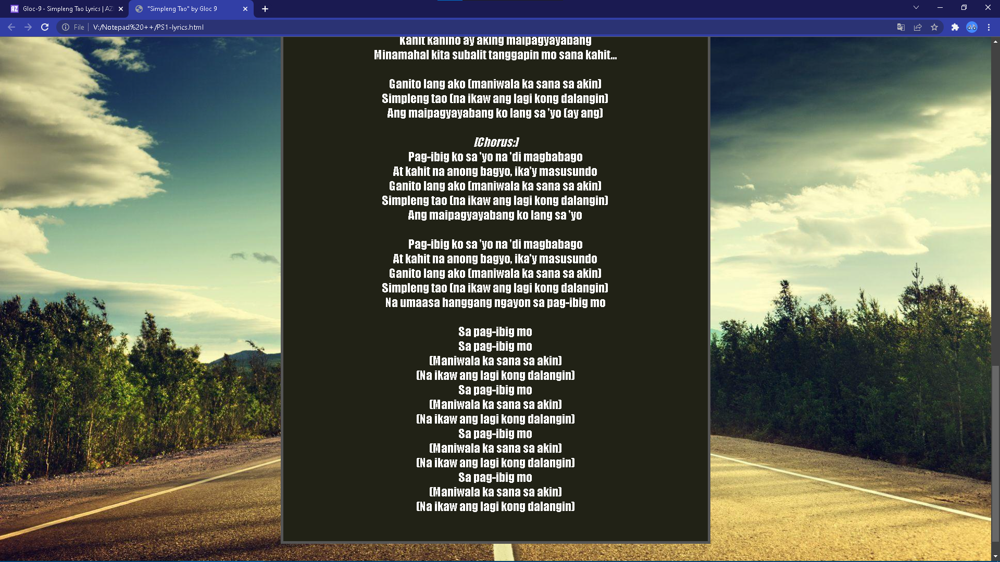 Gloc-9 - Simpleng Tao Lyrics | AZ
"Simpleng Tao" by Gloc 9
File
V:/Notepad%20++/PS1-lyrics.html
Kahit kanino ay aking maipagyayabang
Minamahal kita subalit tanggapin mo sana kahit...
Ganito lang ako (maniwala ka sana sa akin)
Simpleng tao (na ikaw ang lagi kong dalangin)
Ang maipagyayabang ko lang sa 'yo (ay ang)
[Chorus:]
Pag-ibig ko sa 'yo na 'di magbabago
At kahit na anong bagyo, ika'y masusundo
Ganito lang ako (maniwala ka sana sa akin)
Simpleng tao (na ikaw ang lagi kong dalangin)
Ang maipagyayabang ko lang sa 'yo
Pag-ibig ko sa 'yo na 'di magbabago
At kahit na anong bagyo, ika'y masusundo
Ganito lang ako (maniwala ka sana sa akin)
Simpleng tao (na ikaw ang lagi kong dalangin)
Na umaasa hanggang ngayon sa pag-ibig mo
Sa pag-ibig mo
Sa pag-ibig mo
(Maniwala ka sana sa akin)
(Na ikaw ang lagi kong dalangin)
Sa pag-ibig mo
(Maniwala ka sana sa akin)
(Na ikaw ang lagi kong dalangin)
Sa pag-ibig mo
(Maniwala ka sana sa akin)
(Na ikaw ang lagi kong dalangin)
Sa pag-ibig mo
(Maniwala ka sana sa akin)
(Na ikaw ang lagi kong dalangin)